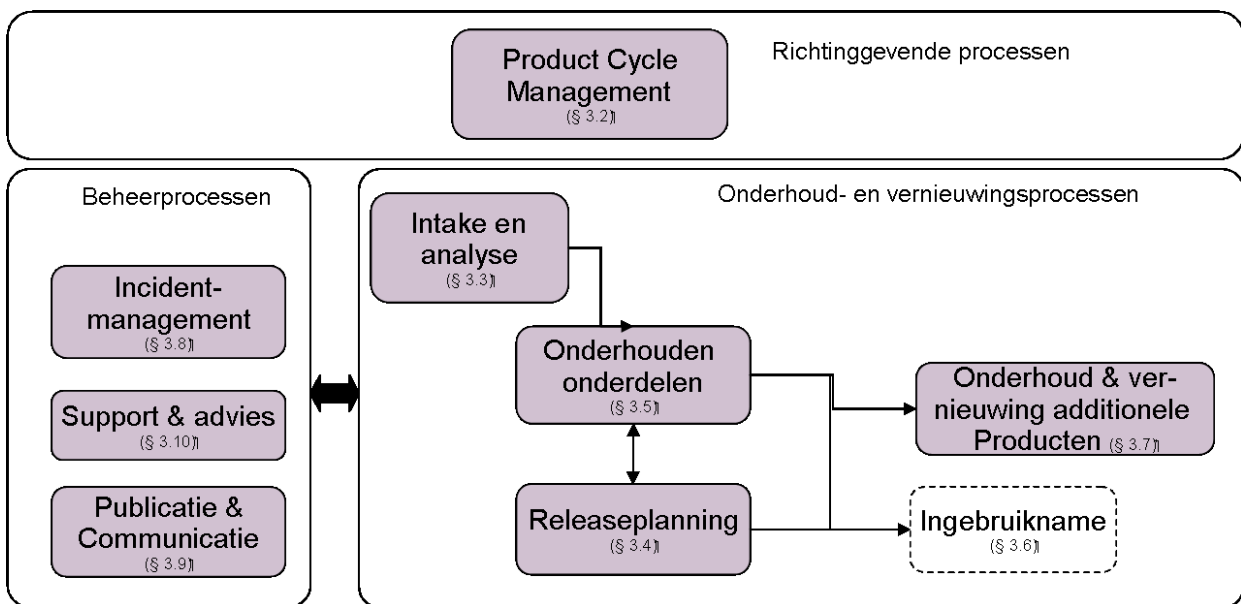 Richtinggevende processen
Product Cycle
Management
(§ 3.2)
Beheerprocessen
Incident-
management
(§ 3.8)
Support & advies
(§ 3.10)
Publicatie &
Communicatie
(§ 3.9)
Onderhoud- en vernieuwingsprocessen
Intake en
analyse
(§ 3.3)
Onderhouden
onderdelen
(§ 3.5)
Onderhoud & ver-
nieuwing additionele
Producten (§ 3.7)
Releaseplanning
(§ 3.4)
Ingebruikname
(§ 3.6)